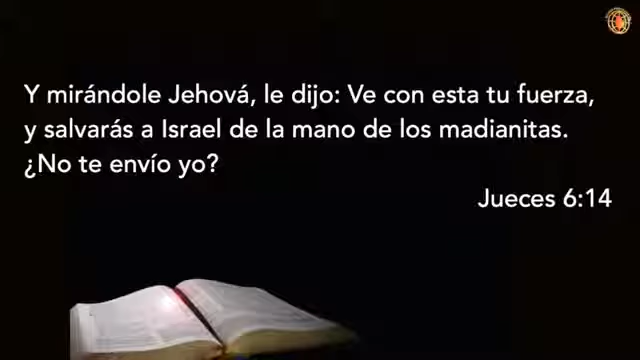 Y mirándole Jehová, le dijo: Ve con esta tu fuerza,
y salvarás a Israel de la mano de los madianitas.
¿No te envío yo?
Jueces 6:14